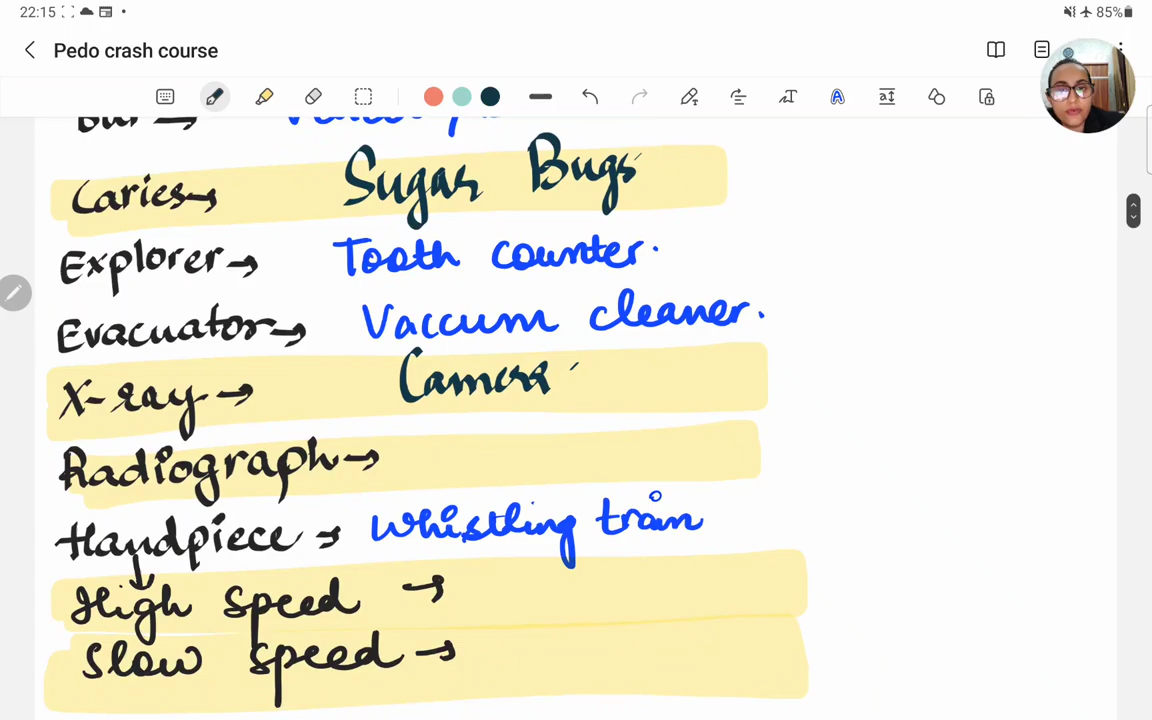 22:15 85%
Pedo crash course
Caries→ Sugar Bugs
Explorer→ Tooth counter.
Evacuator→ Vaccum cleaner.
X-ray→ Camera
Radiograph→
Handpiece→ Whistling train
High speed →
Slow speed→